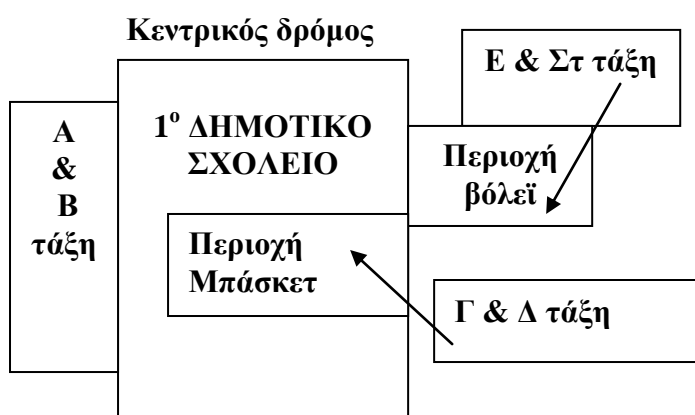 Κεντρικός δρόμος
Ε & Στ τάξη
Α
&
Β
τάξη
1ο ΔΗΜΟΤΙΚΟ
ΣΧΟΛΕΙΟ
Περιοχή
βόλεϊ
Περιοχή
Μπάσκετ
Γ & Δ τάξη